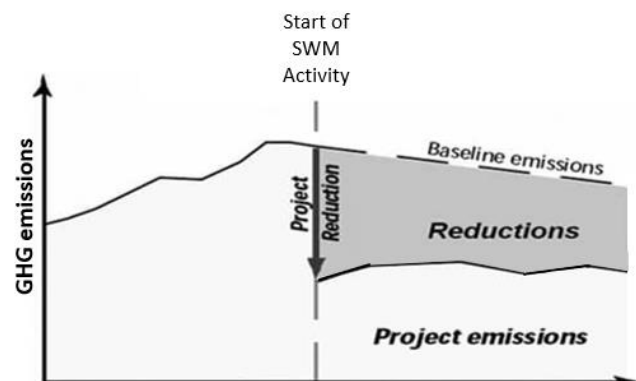 Start of
SWM
Activity
GHG emissions
Project
Reduction
Baseline emissions
Reductions
Project emissions